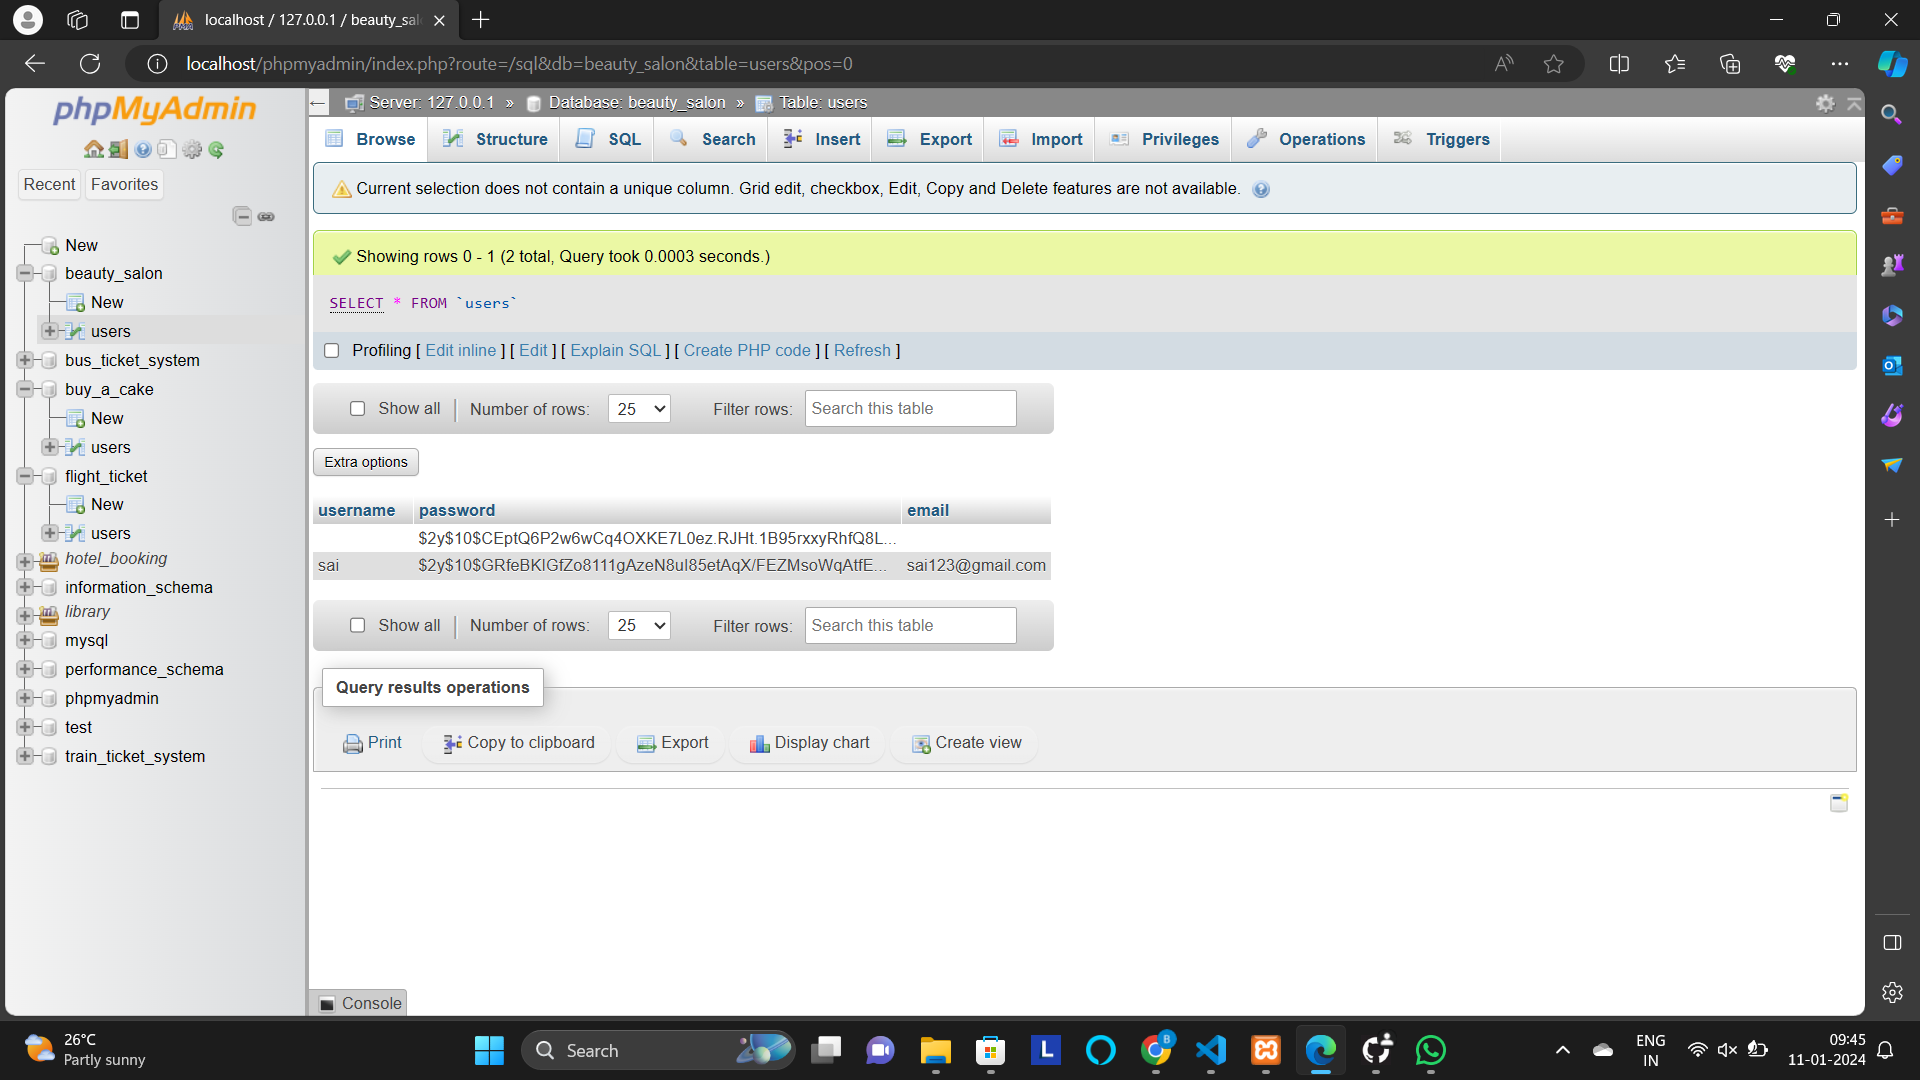 localhost / 127.0.0.1 / beauty_sal
localhost/phpmyadmin/index.php?route=/sql&db=beauty_salon&table=users&pos=0
phpMyAdmin
Recent
Favorites
New
beauty_salon
New
users
bus_ticket_system
buy_a_cake
New
users
flight_ticket
New
users
hotel_booking
information_schema
library
mysql
performance_schema
phpmyadmin
test
train_ticket_system
Server: 127.0.0.1 » Database: beauty_salon » Table: users
Browse Structure SQL Search Insert Export Import Privileges Operations Triggers
Current selection does not contain a unique column. Grid edit, checkbox, Edit, Copy and Delete features are not available.
Showing rows 0 - 1 (2 total, Query took 0.0003 seconds.)
SELECT * FROM `users`
Profiling [ Edit inline ] [ Edit ] [ Explain SQL ] [ Create PHP code ] [ Refresh ]
Show all Number of rows: 25 Filter rows: Search this table
Extra options
username password email
$2y$10$CEptQ6P2w6wCq4OXKE7L0ez.RJHt.1B95rxxyRhfQ8L...
sai $2y$10$GRfeBKlGfZo8111gAzeN8ul85etAqX/FEZMsoWqAtfE... sai123@gmail.com
Show all Number of rows: 25 Filter rows: Search this table
Query results operations
Print Copy to clipboard Export Display chart Create view
Console
26°C
Partly sunny
Search
ENG
IN
09:45
11-01-2024